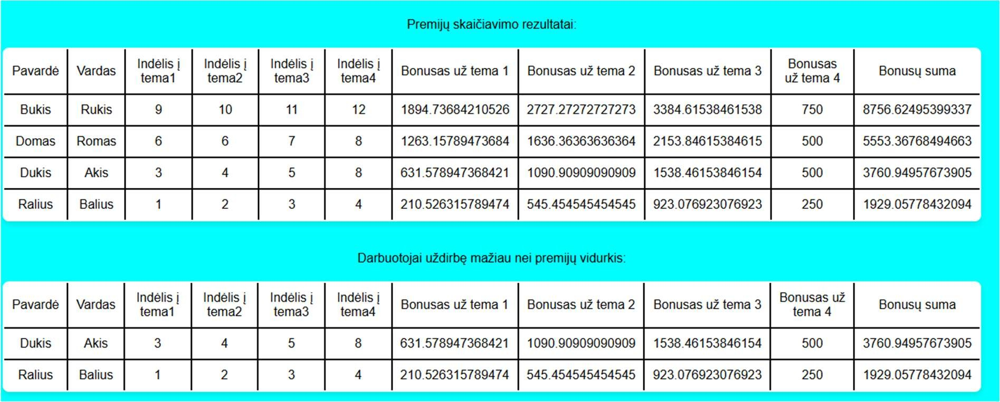 Premijų skaičiavimo rezultatai:
Pavardė Vardas Indėlis į tema1 Indėlis į tema2 Indėlis į tema3 Indėlis į tema4 Bonusas už tema 1 Bonusas už tema 2 Bonusas už tema 3 Bonusas už tema 4 Bonusų suma
Bukis Rukis 9 10 11 12 1894.73684210526 2727.27272727273 3384.61538461538 750 8756.62495399337
Domas Romas 6 6 7 8 1263.15789473684 1636.36363636364 2153.84615384615 500 5553.36768494663
Dukis Akis 3 4 5 8 631.578947368421 1090.90909090909 1538.46153846154 500 3760.94957673905
Ralius Balius 1 2 3 4 210.526315789474 545.454545454545 923.076923076923 250 1929.05778432094
Darbuotojai uždirbę mažiau nei premijų vidurkis:
Pavardė Vardas Indėlis į tema1 Indėlis į tema2 Indėlis į tema3 Indėlis į tema4 Bonusas už tema 1 Bonusas už tema 2 Bonusas už tema 3 Bonusas už tema 4 Bonusų suma
Dukis Akis 3 4 5 8 631.578947368421 1090.90909090909 1538.46153846154 500 3760.94957673905
Ralius Balius 1 2 3 4 210.526315789474 545.454545454545 923.076923076923 250 1929.05778432094